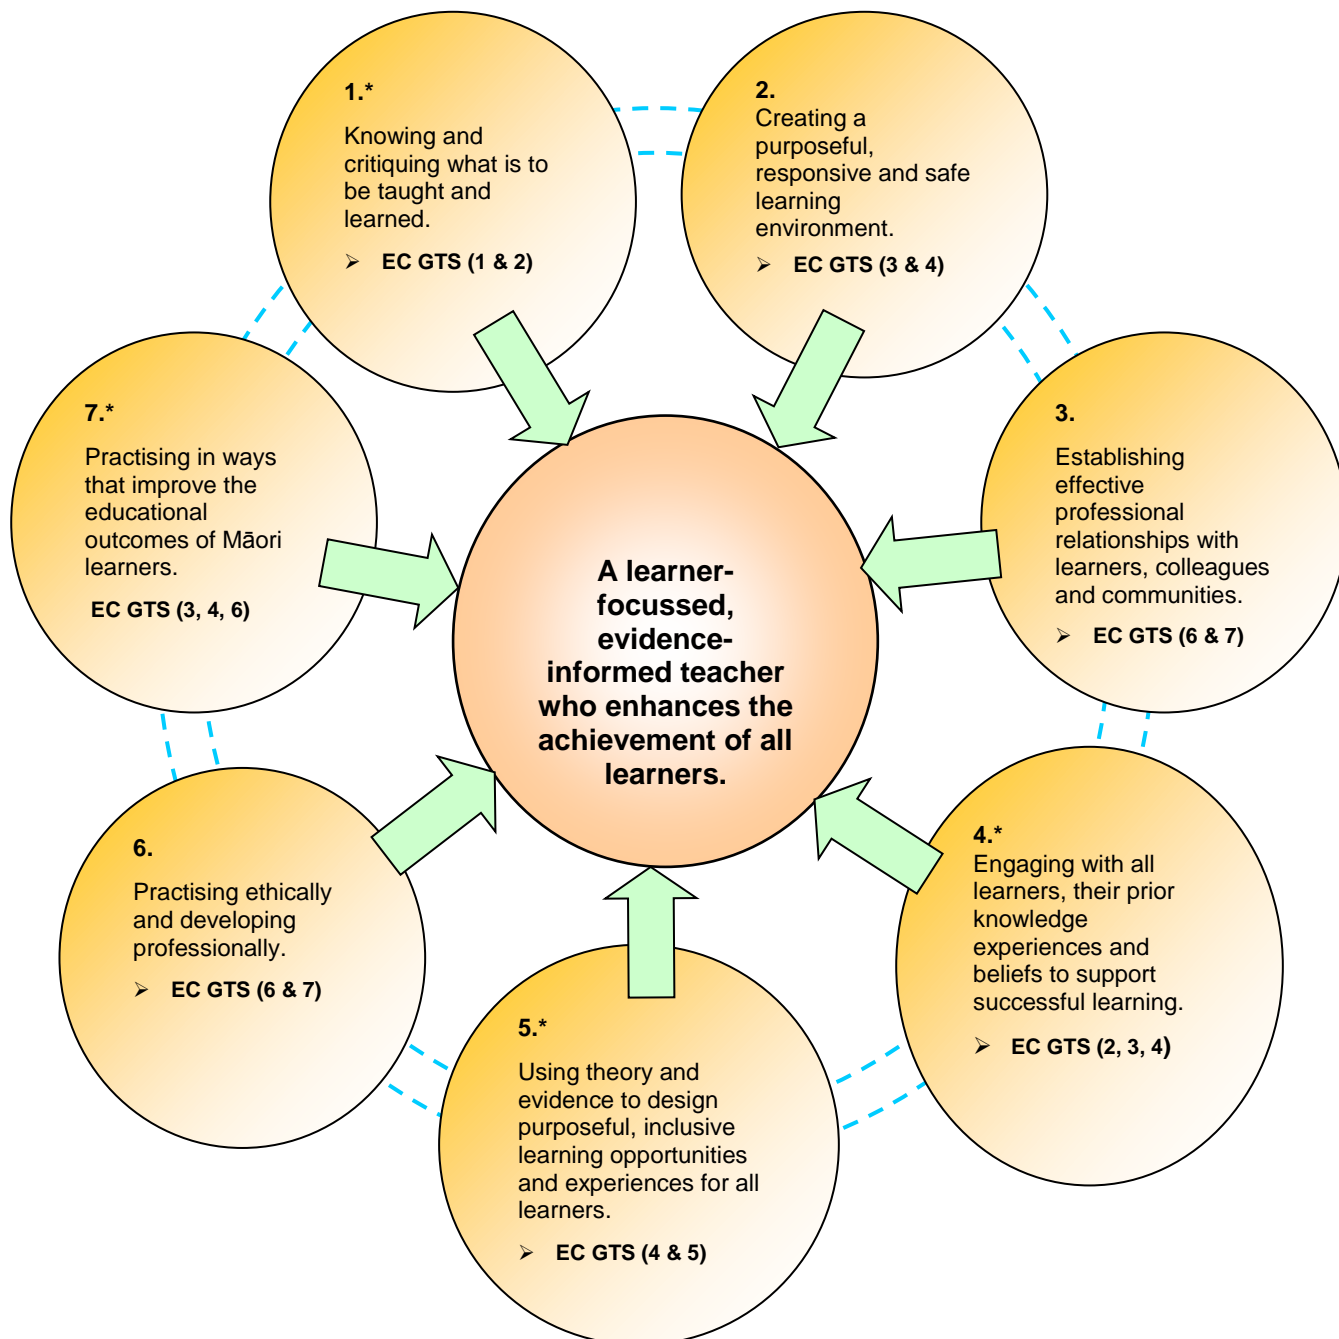 1.*
Knowing and
critiquing what is to
be taught and
learned.
➢ EC GTS (1 & 2)
2.
Creating a
purposeful,
responsive and safe
learning
environment.
➢ EC GTS (3 & 4)
3.
Establishing
effective
professional
relationships with
learners, colleagues
and communities.
➢ EC GTS (6 & 7)
4.*
Engaging with all
learners, their prior
knowledge
experiences and
beliefs to support
successful learning.
➢ EC GTS (2, 3, 4)
5.*
Using theory and
evidence to design
purposeful, inclusive
learning opportunities
and experiences for all
learners.
➢ EC GTS (4 & 5)
6.
Practising ethically
and developing
professionally.
➢ EC GTS (6 & 7)
7.*
Practising in ways
that improve the
educational
outcomes of Māori
learners.
EC GTS (3, 4, 6)
A learner-
focussed,
evidence-
informed teacher
who enhances the
achievement of all
learners.